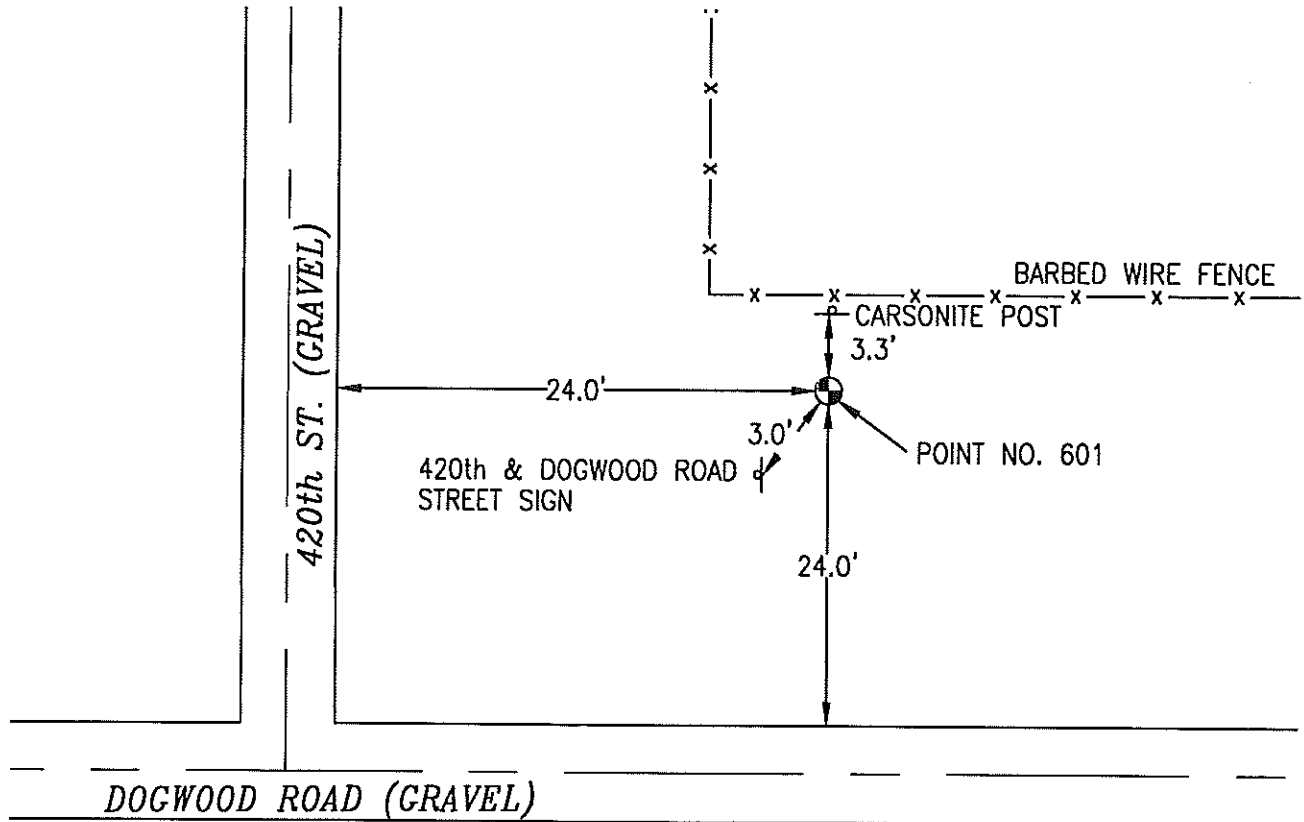 BARBED WIRE FENCE
CARSONITE POST
3.3'
24.0'
3.0'
POINT NO. 601
420th & DOGWOOD ROAD
STREET SIGN
24.0'
420th ST. (GRAVEL)
DOGWOOD ROAD (GRAVEL)